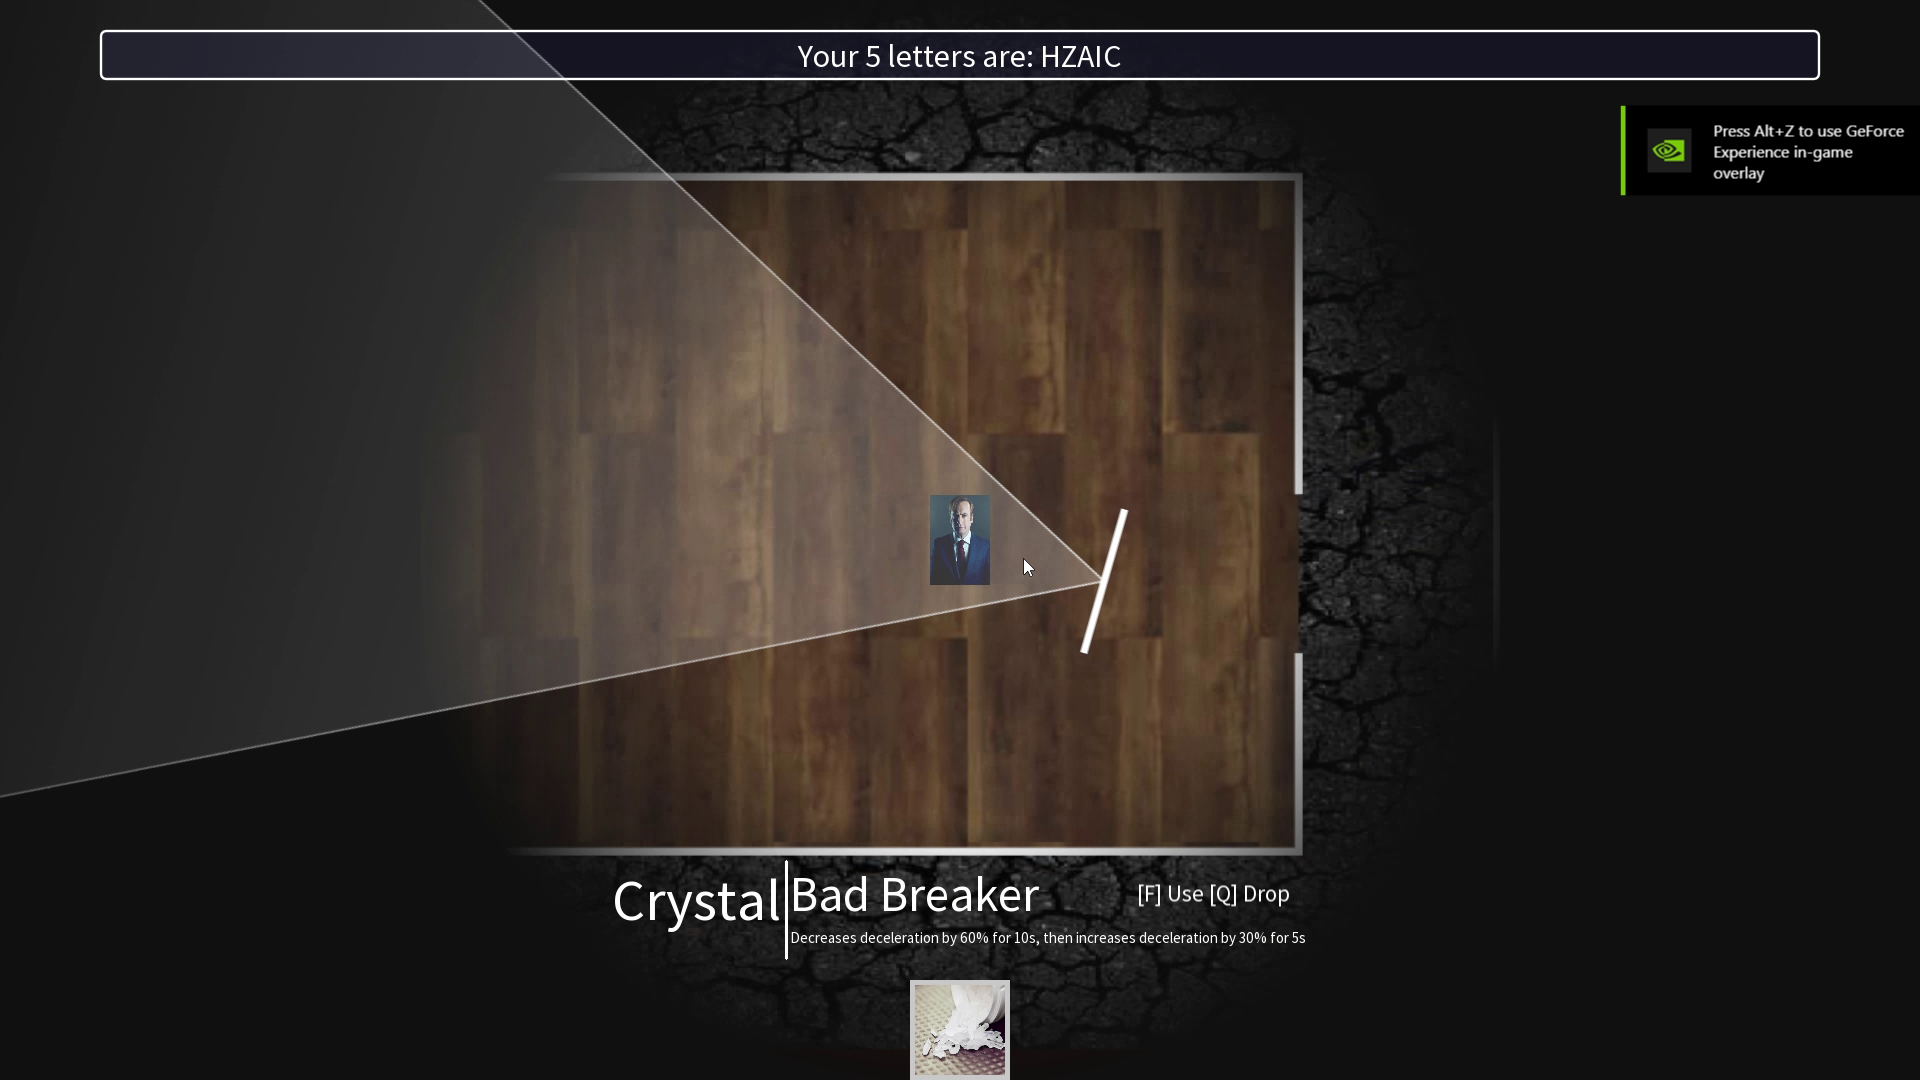 Your 5 letters are: HZAIC
Press Alt+Z to use GeForce
Experience in-game
overlay
Crystal
Bad Breaker
[F] Use [Q] Drop
Decreases deceleration by 60% for 10s, then increases deceleration by 30% for 5s